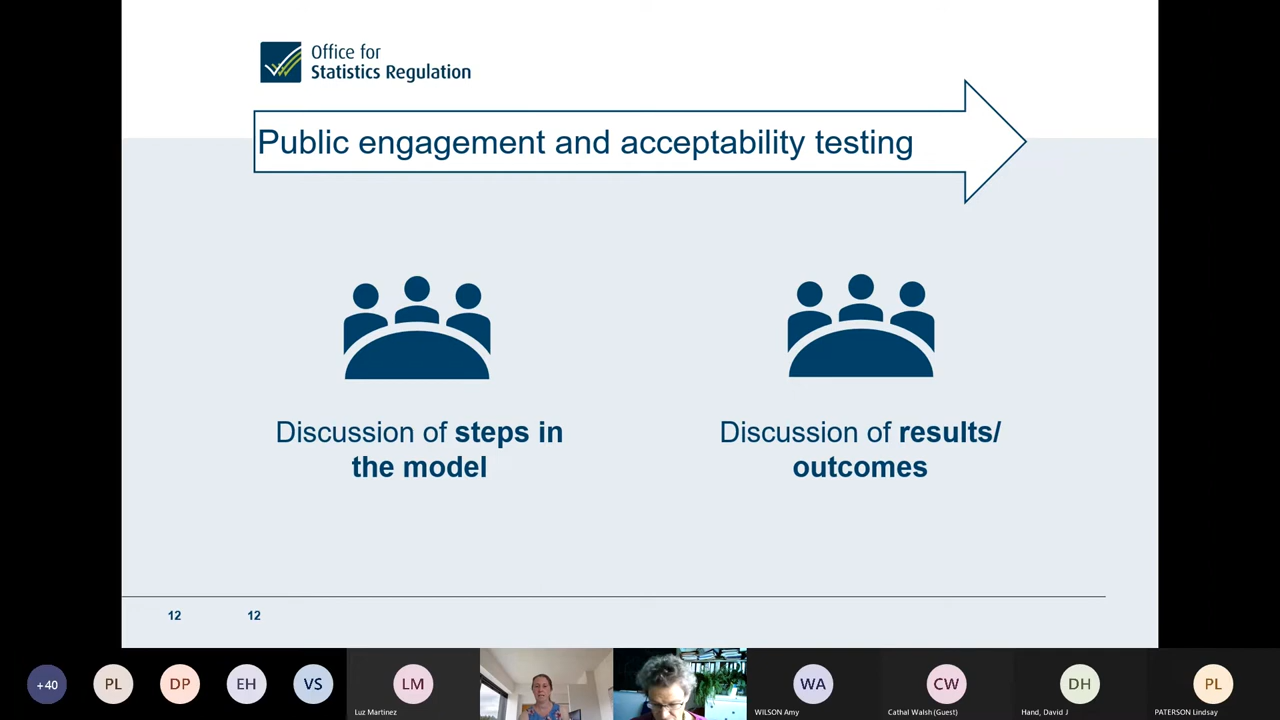 Office for
Statistics Regulation
Public engagement and acceptability testing
Discussion of steps in
the model
Discussion of results/
outcomes
12 12
+40 PL DP EH VS LM WA CW DH PL
Luz Martinez WILSON Amy Cathal Walsh (Guest) Hand, David J PATERSON Lindsay